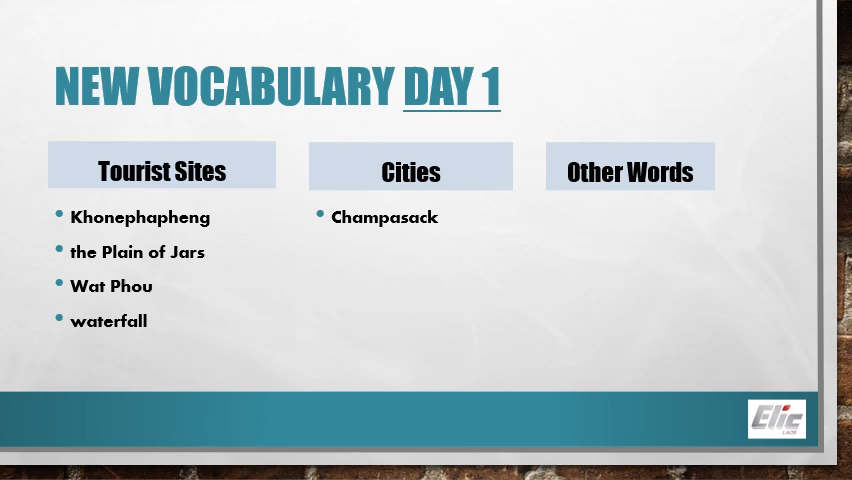 NEW VOCABULARY DAY 1
Tourist Sites
• Khonephapheng
• the Plain of Jars
• Wat Phou
• waterfall
Cities
• Champasack
Other Words
Elic
LAOS